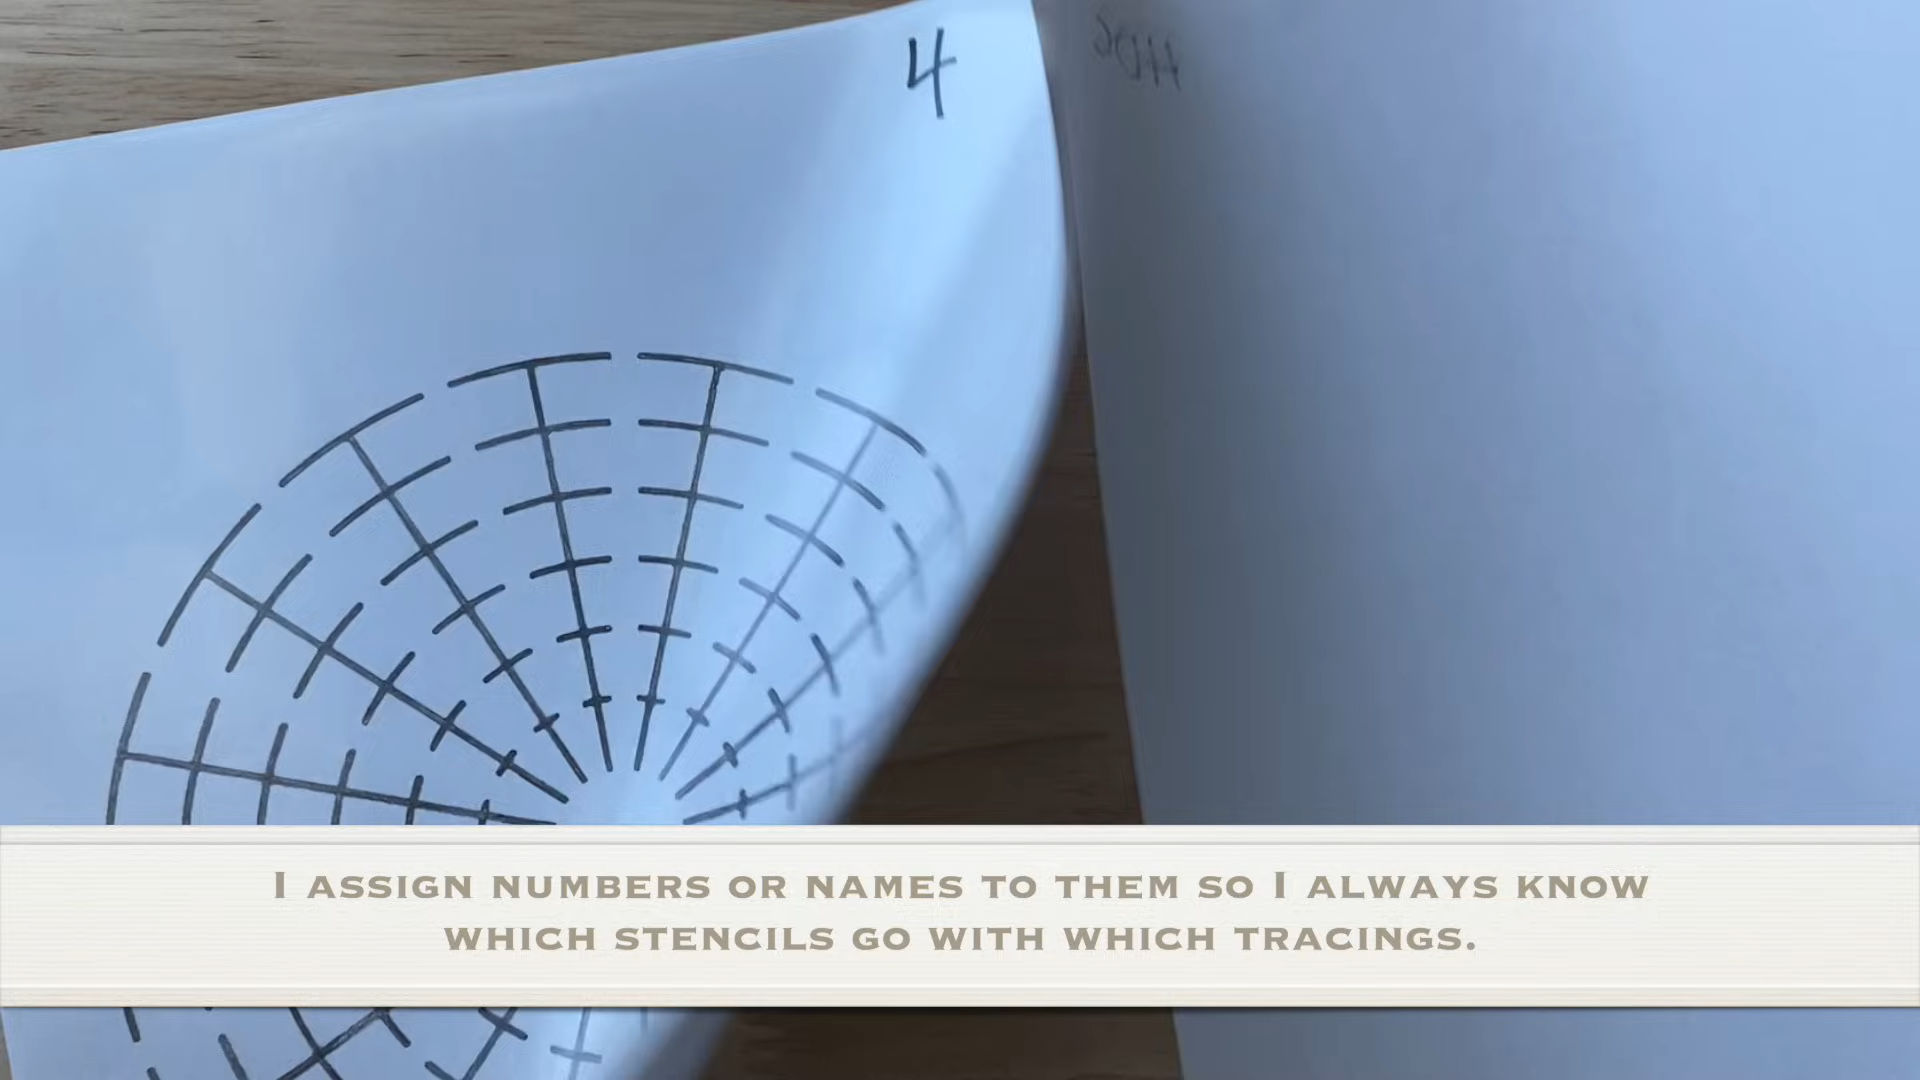 4
I ASSIGN NUMBERS OR NAMES TO THEM SO I ALWAYS KNOW
WHICH STENCILS GO WITH WHICH TRACINGS.